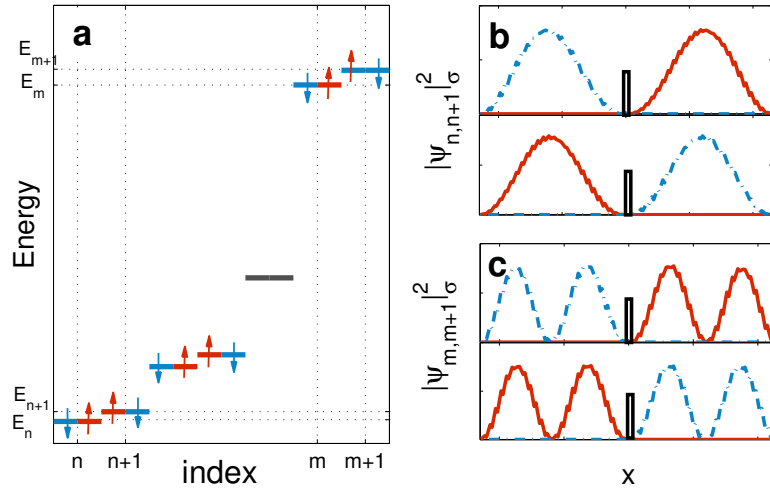 a
E_{m+1}
E_m
Energy
E_{n+1}
E_n
n
n+1
m
m+1
index
b
|ψ_{n,n+1}|²_σ
c
|ψ_{m,m+1}|²_σ
x